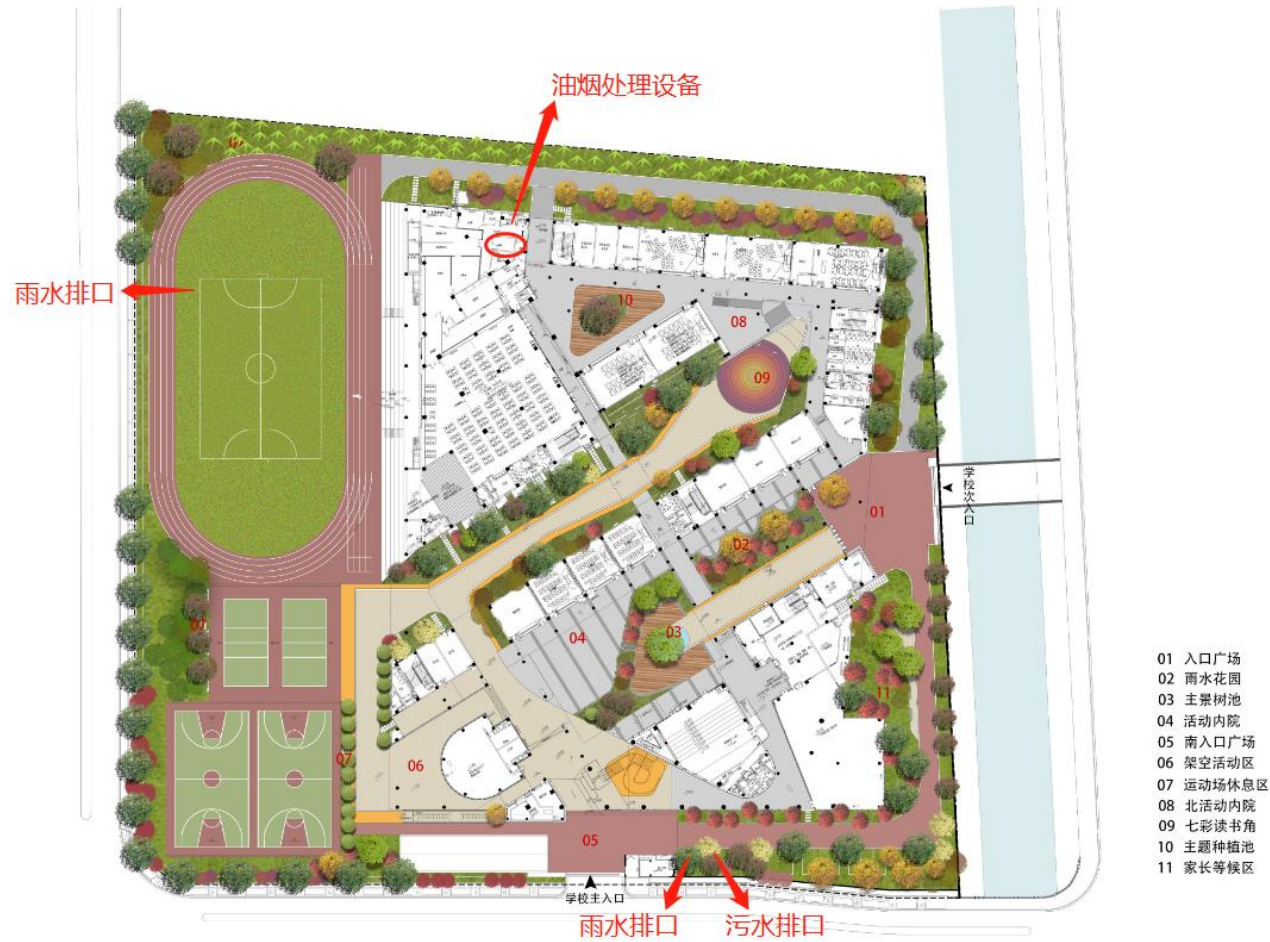 油烟处理设备
雨水排口
10
08
09
学校次入口
01
02
03
04
11
07
07
06
05
学校主入口
雨水排口
污水排口
01 入口广场
02 雨水花园
03 主景树池
04 活动内院
05 南入口广场
06 架空活动区
07 运动场休息区
08 北活动内院
09 七彩读书角
10 主题种植池
11 家长等候区